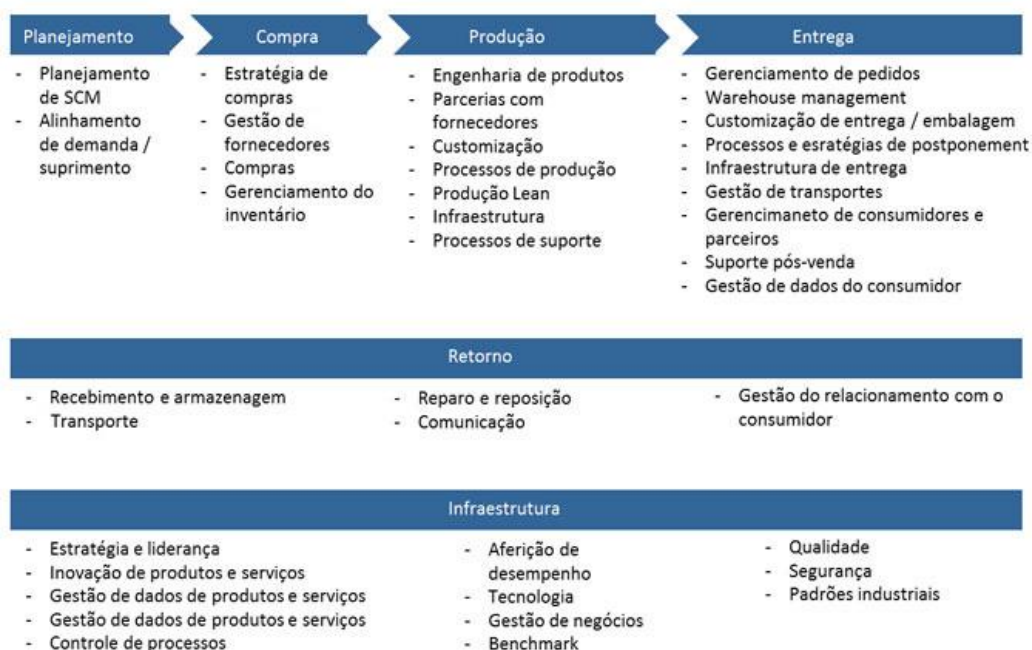 Planejamento
- Planejamento
de SCM
- Alinhamento
de demanda /
suprimento
Compra
- Estratégia de
compras
- Gestão de
fornecedores
- Compras
- Gerenciamento do
inventário
Produção
- Engenharia de produtos
- Parcerias com
fornecedores
- Customização
- Processos de produção
- Produção Lean
- Infraestrutura
- Processos de suporte
Entrega
- Gerenciamento de pedidos
- Warehouse management
- Customização de entrega / embalagem
- Processos e esratégias de postponement
- Infraestrutura de entrega
- Gestão de transportes
- Gerencimaneto de consumidores e
parceiros
- Suporte pós-venda
- Gestão de dados do consumidor
Retorno
- Recebimento e armazenagem
- Transporte
- Reparo e reposição
- Comunicação
- Gestão do relacionamento com o
consumidor
Infraestrutura
- Estratégia e liderança
- Inovação de produtos e serviços
- Gestão de dados de produtos e serviços
- Gestão de dados de produtos e serviços
- Controle de processos
- Aferição de
desempenho
- Tecnologia
- Gestão de negócios
- Benchmark
- Qualidade
- Segurança
- Padrões industriais